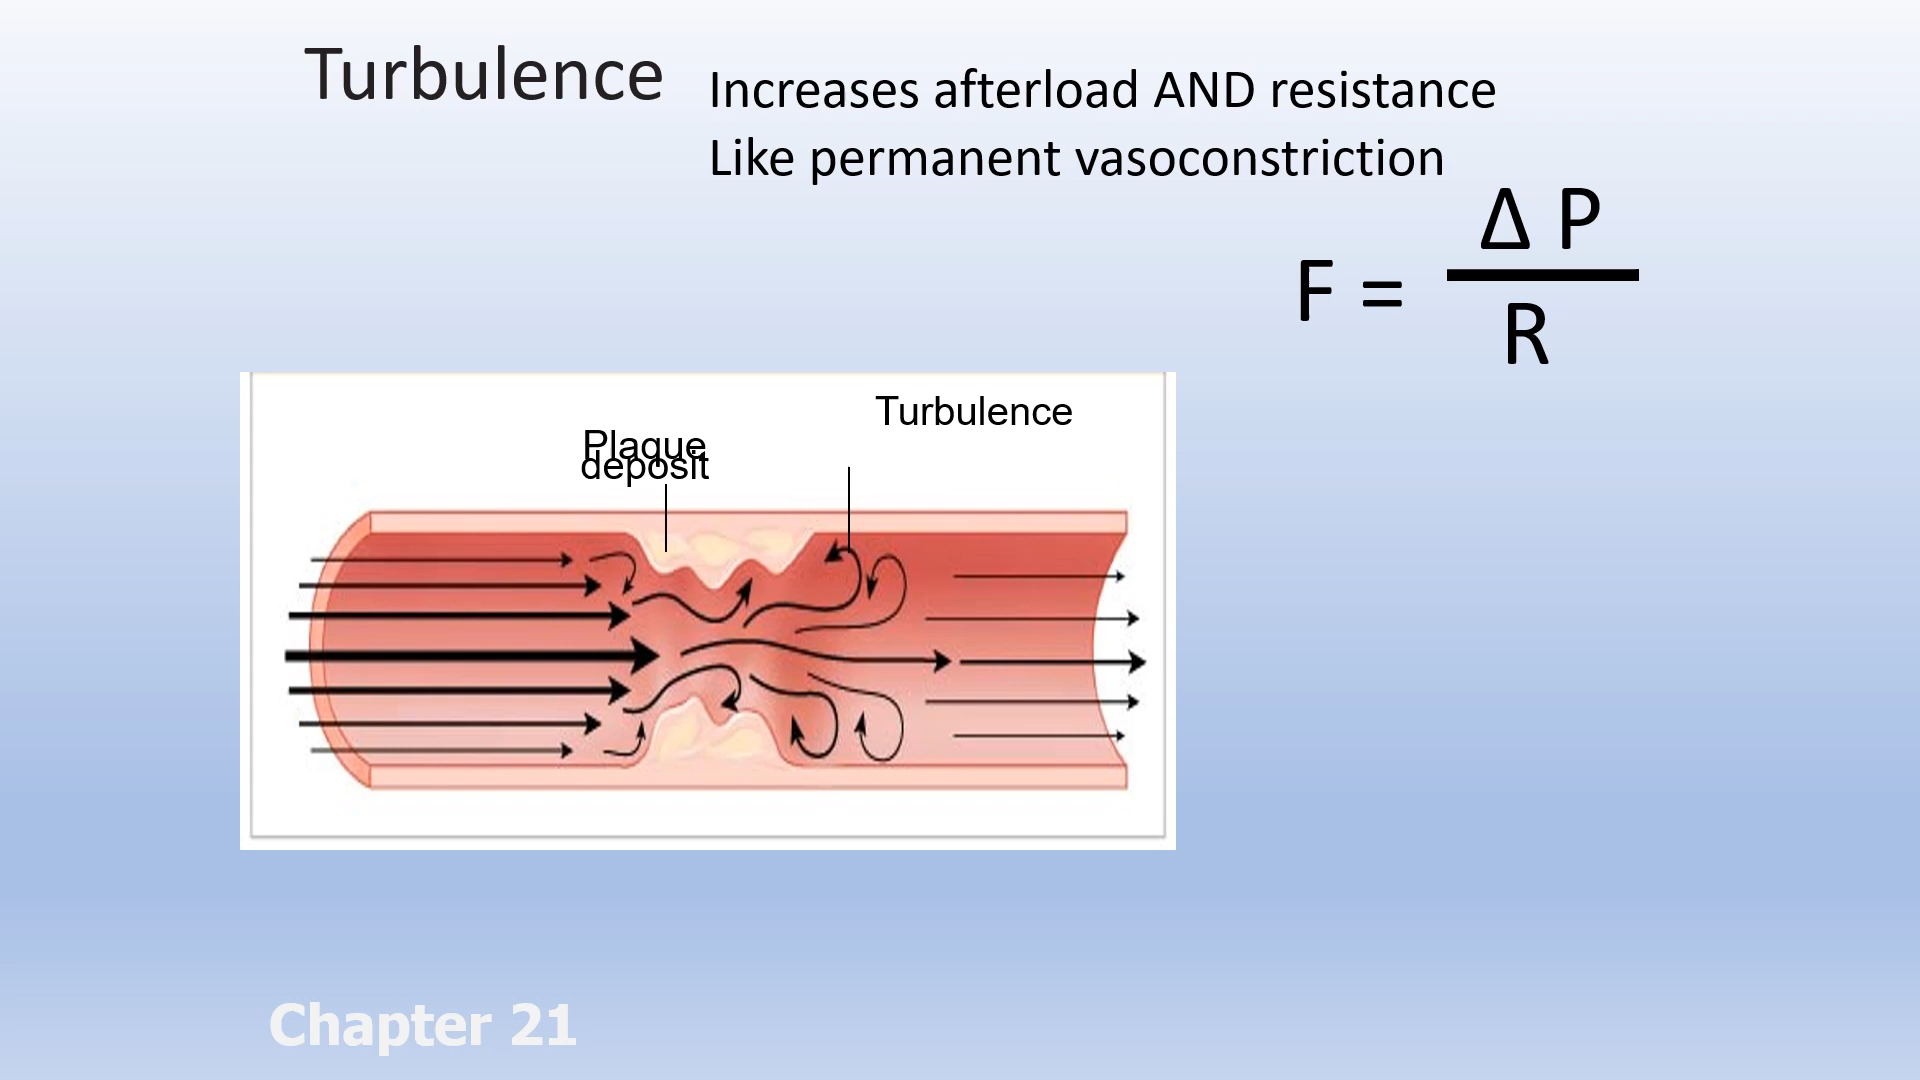 Turbulence
Increases afterload AND resistance
Like permanent vasoconstriction
F = Δ P
R
Turbulence
Plaque
deposit
Chapter 21